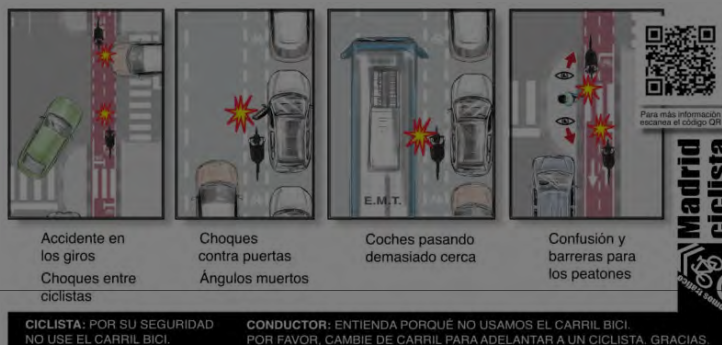 E.M.T.
Para más información
escanea el código QR
Madrid
ciclista
Accidente en
los giros
Choques entre
ciclistas
Choques
contra puertas
Ángulos muertos
Coches pasando
demasiado cerca
Confusión y
barreras para
los peatones
CICLISTA: POR SU SEGURIDAD
NO USE EL CARRIL BICI.
CONDUCTOR: ENTIENDA PORQUÉ NO USAMOS EL CARRIL BICI.
POR FAVOR, CAMBIE DE CARRIL PARA ADELANTAR A UN CICLISTA. GRACIAS.